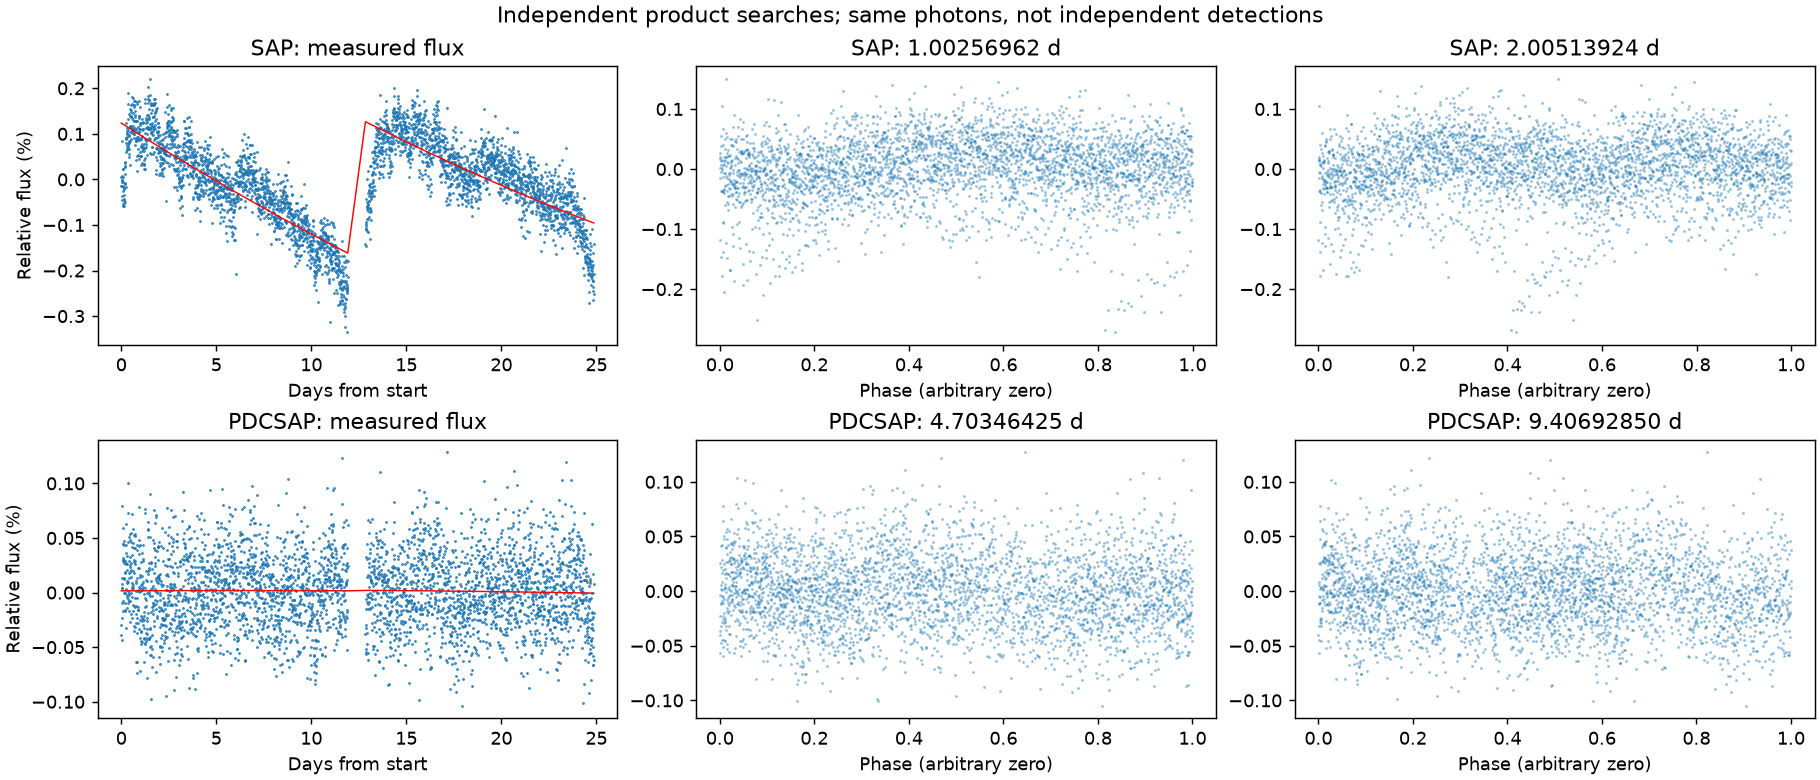 Independent product searches; same photons, not independent detections
SAP: measured flux
SAP: 1.00256962 d
SAP: 2.00513924 d
Relative flux (%)
0.2
0.1
0.0
−0.1
−0.2
−0.3
0 5 10 15 20 25
Days from start
0.1
0.0
−0.1
−0.2
0.0 0.2 0.4 0.6 0.8 1.0
Phase (arbitrary zero)
0.1
0.0
−0.1
−0.2
0.0 0.2 0.4 0.6 0.8 1.0
Phase (arbitrary zero)
PDCSAP: measured flux
PDCSAP: 4.70346425 d
PDCSAP: 9.40692850 d
Relative flux (%)
0.10
0.05
0.00
−0.05
−0.10
0 5 10 15 20 25
Days from start
0.10
0.05
0.00
−0.05
−0.10
0.0 0.2 0.4 0.6 0.8 1.0
Phase (arbitrary zero)
0.10
0.05
0.00
−0.05
−0.10
0.0 0.2 0.4 0.6 0.8 1.0
Phase (arbitrary zero)